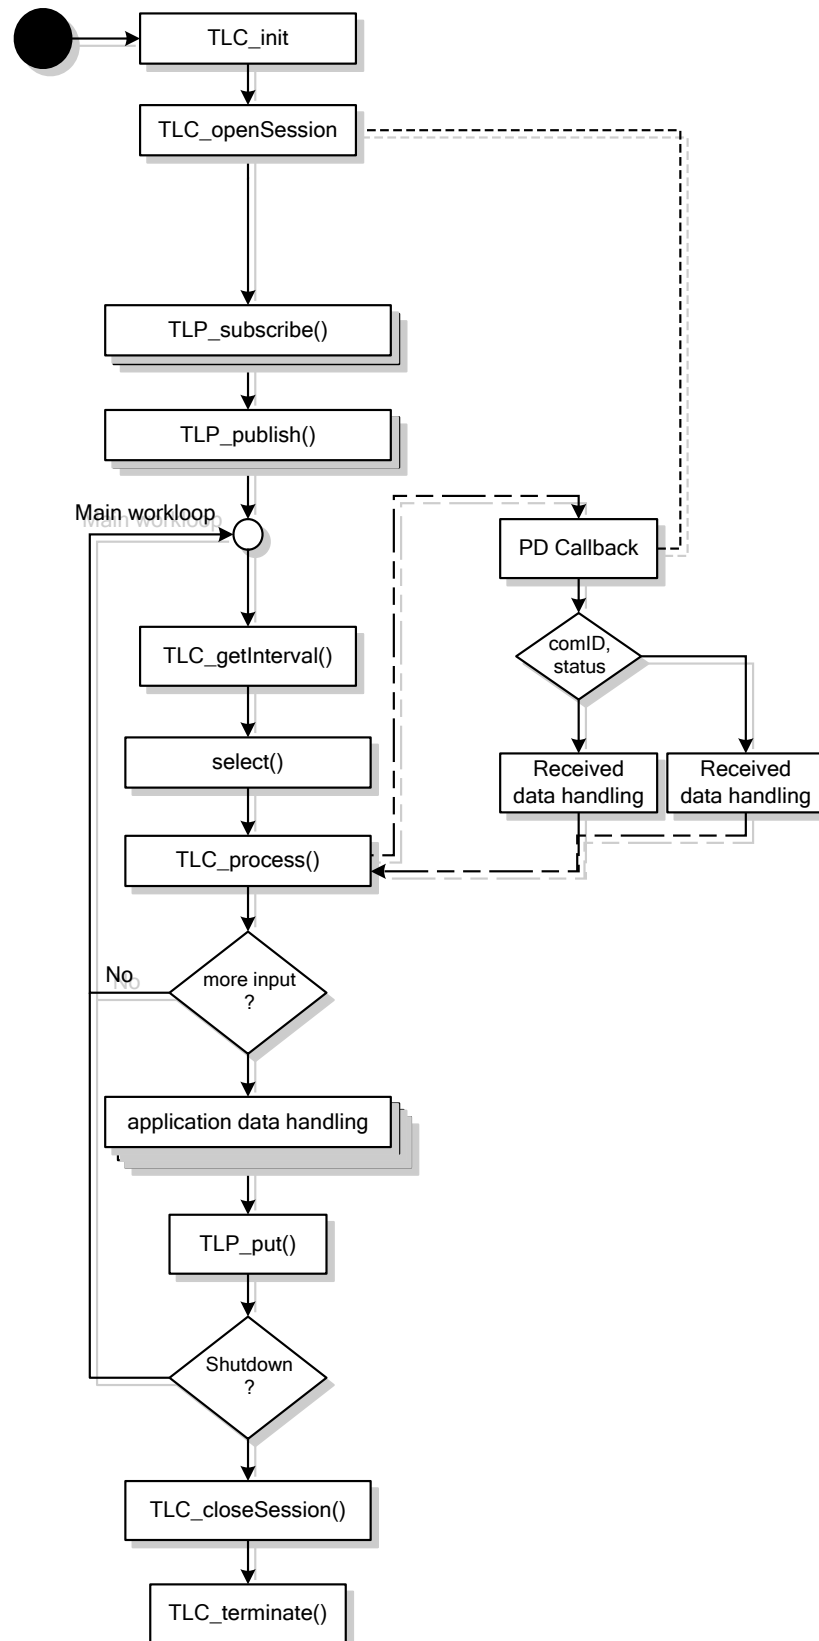 TLC_init
TLC_openSession
TLP_subscribe()
TLP_publish()
Main workloop
PD Callback
TLC_getInterval()
comID,
status
select()
Received
data handling
Received
data handling
TLC_process()
more input
?
No
application data handling
TLP_put()
Shutdown
?
TLC_closeSession()
TLC_terminate()